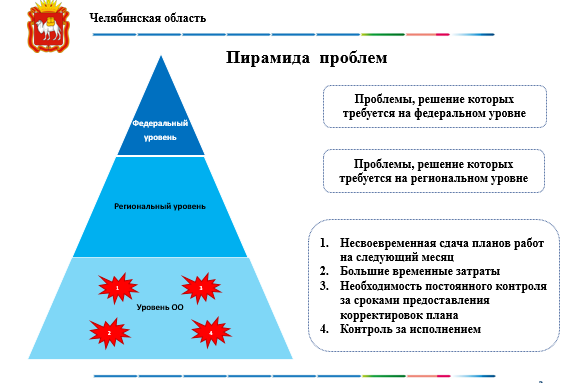 Челябинская область
Пирамида проблем
Федеральный
уровень
Региональный уровень
1
3
Уровень ОО
2
4
Проблемы, решение которых
требуется на федеральном уровне
Проблемы, решение которых
требуется на региональном уровне
1. Несвоевременная сдача планов работ
на следующий месяц
2. Большие временные затраты
3. Необходимость постоянного контроля
за сроками предоставления
корректировок плана
4. Контроль за исполнением